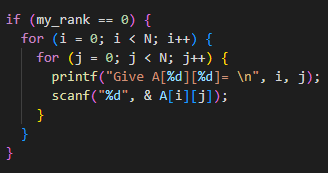 if (my_rank == 0) {
  for (i = 0; i < N; i++) {
    for (j = 0; j < N; j++) {
      printf("Give A[%d][%d]= \n", i, j);
      scanf("%d", & A[i][j]);
    }
  }
}